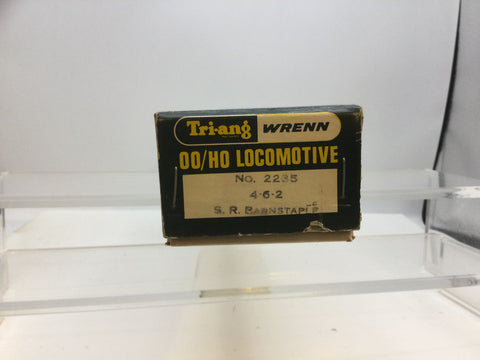 Tri-ang WRENN
OO/HO LOCOMOTIVE
No. 2235
4-6-2
S. R. BARNSTAPLE